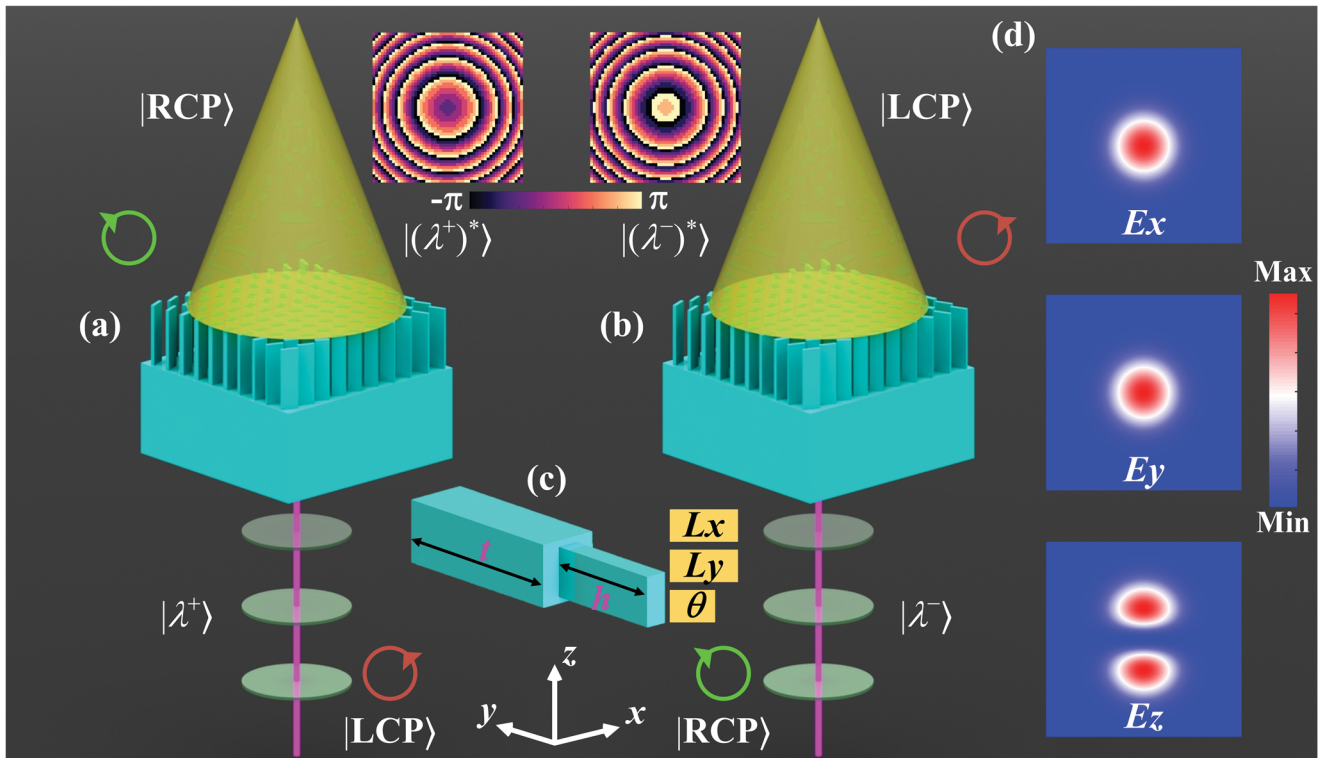 (d)
|RCP⟩
|LCP⟩
-π π
|(λ⁺)*⟩ |(λ⁻)*⟩
Ex
(a)
(b)
Max
Ey
Min
(c)
t
h
Lx
Ly
θ
|λ⁺⟩
|λ⁻⟩
z
y
x
|LCP⟩
|RCP⟩
Ez